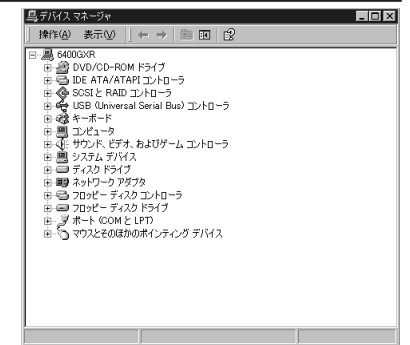 デバイス マネージャ
操作(A) 表示(V)
6400GXR
DVD/CD-ROM ドライブ
IDE ATA/ATAPI コントローラ
SCSI と RAID コントローラ
USB (Universal Serial Bus) コントローラ
キーボード
コンピュータ
サウンド、ビデオ、およびゲーム コントローラ
システム デバイス
ディスク ドライブ
ネットワーク アダプタ
フロッピー ディスク コントローラ
フロッピー ディスク ドライブ
ポート (COM と LPT)
マウスとそのほかのポインティング デバイス